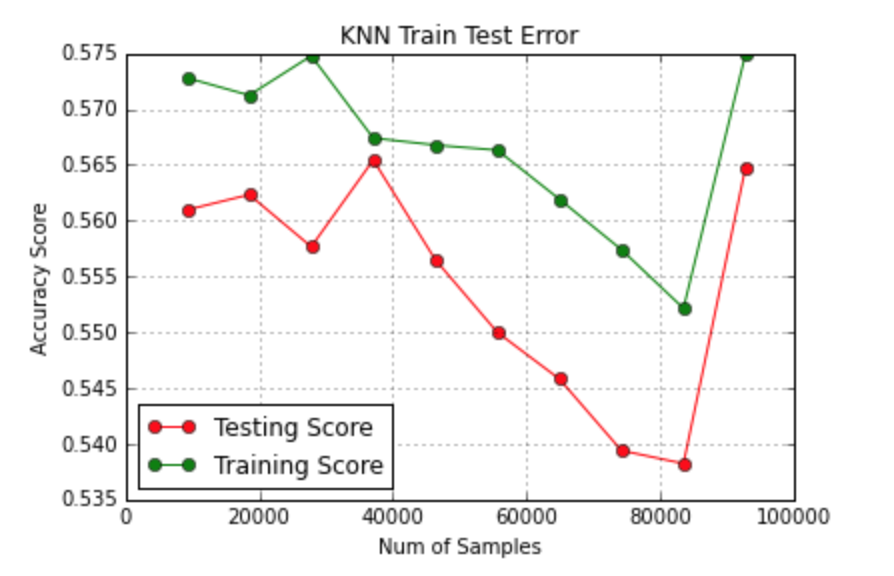 KNN Train Test Error
0.575
0.570
0.565
0.560
0.555
0.550
0.545
0.540
0.535
Accuracy Score
Testing Score
Training Score
0 20000 40000 60000 80000 100000
Num of Samples